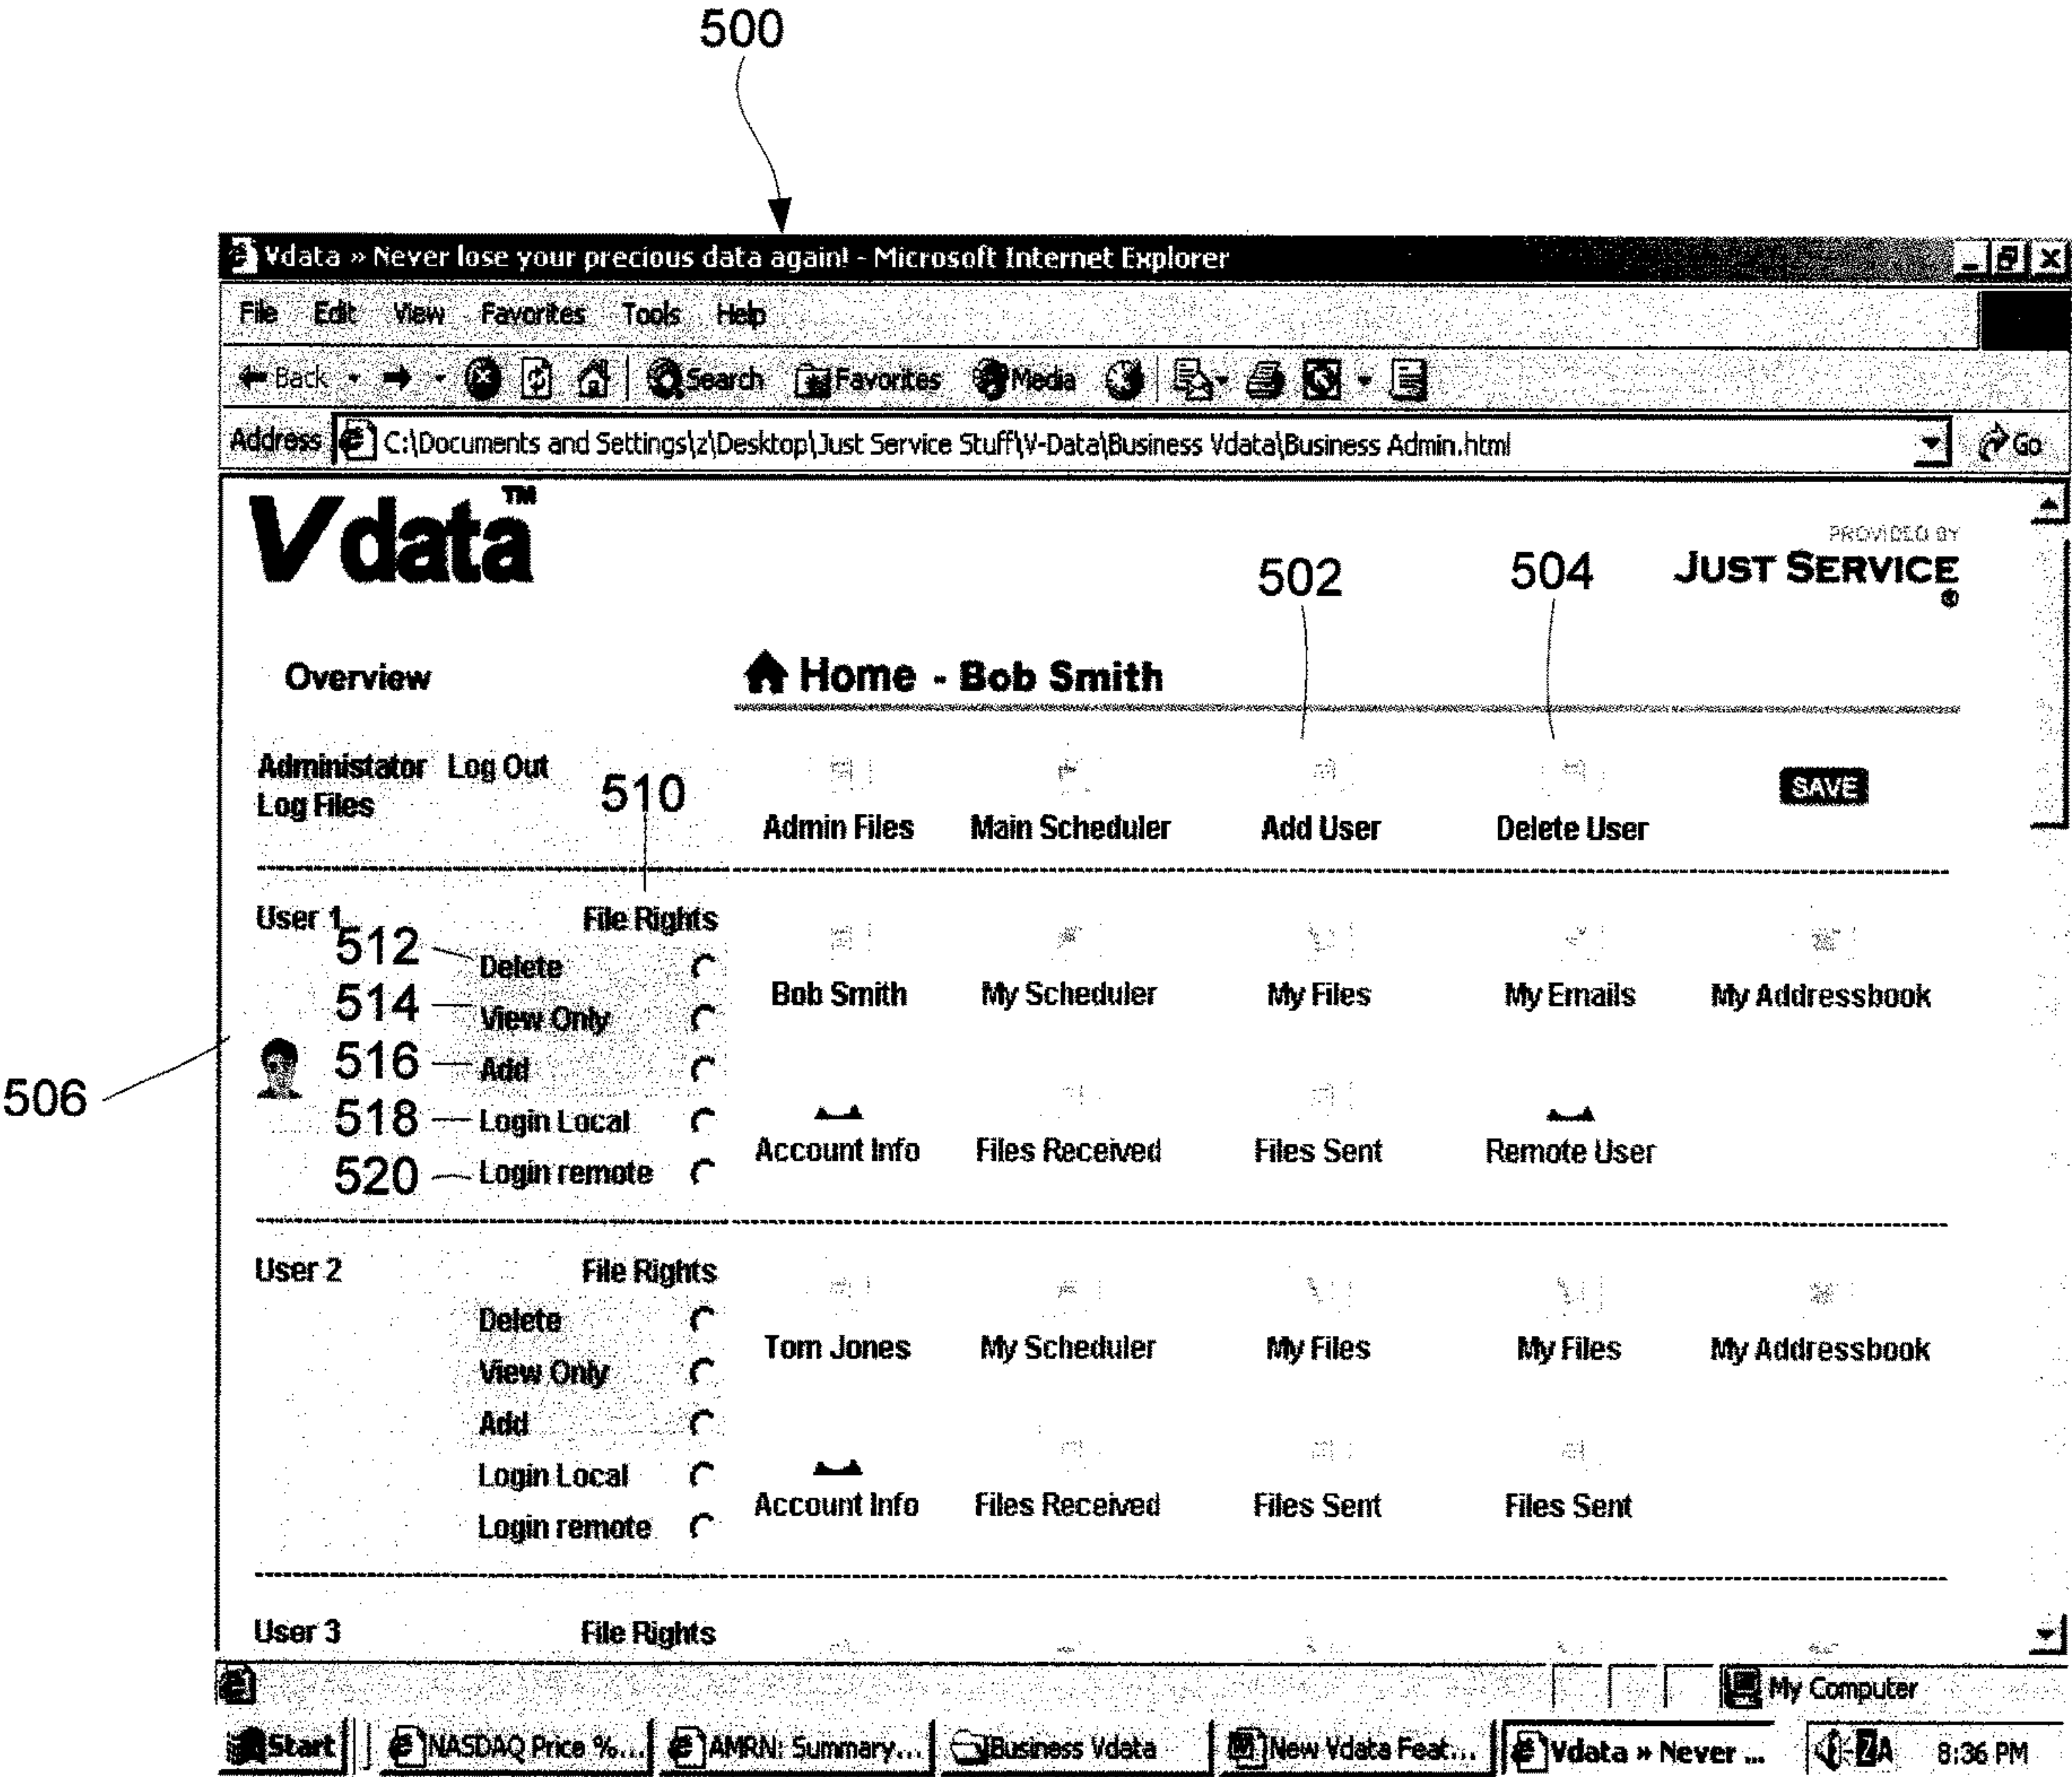 500
Vdata » Never lose your precious data again! - Microsoft Internet Explorer
File Edit View Favorites Tools Help
Back Search Favorites Media
Address C:\Documents and Settings\z\Desktop\Just Service Stuff\V-Data\Business Vdata\Business Admin.html Go
Vdata™
PROVIDED BY
502 504 JUST SERVICE ®
Overview Home - Bob Smith
Administator Log Out
Log Files 510 SAVE
Admin Files Main Scheduler Add User Delete User
User 1 File Rights
512 Delete
Bob Smith My Scheduler My Files My Emails My Addressbook
514 View Only
516 Add
506
518 Login Local
Account Info Files Received Files Sent Remote User
520 Login remote
User 2 File Rights
Delete
Tom Jones My Scheduler My Files My Files My Addressbook
View Only
Add
Login Local
Account Info Files Received Files Sent Files Sent
Login remote
User 3 File Rights
My Computer
Start NASDAQ Price %... AMRN: Summary... Business Vdata New Vdata Feat... Vdata » Never ... ZA 8:36 PM